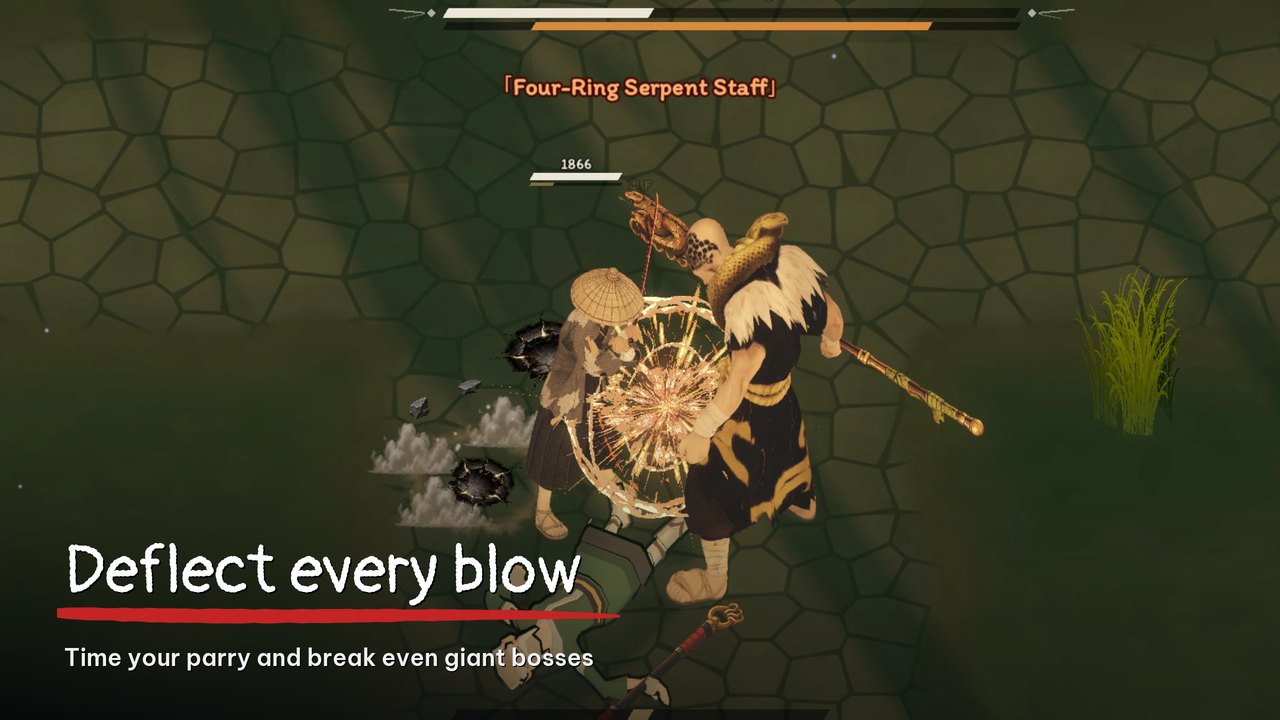 「Four-Ring Serpent Staff」
1866
Deflect every blow
Time your parry and break even giant bosses